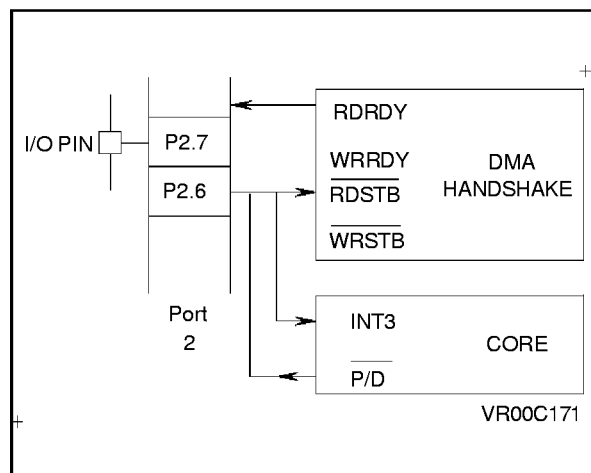 I/O PIN
P2.7
P2.6
Port
2
RDRDY
WRRDY
RDSTB
WRSTB
DMA
HANDSHAKE
INT3
P/D
CORE
VR00C171